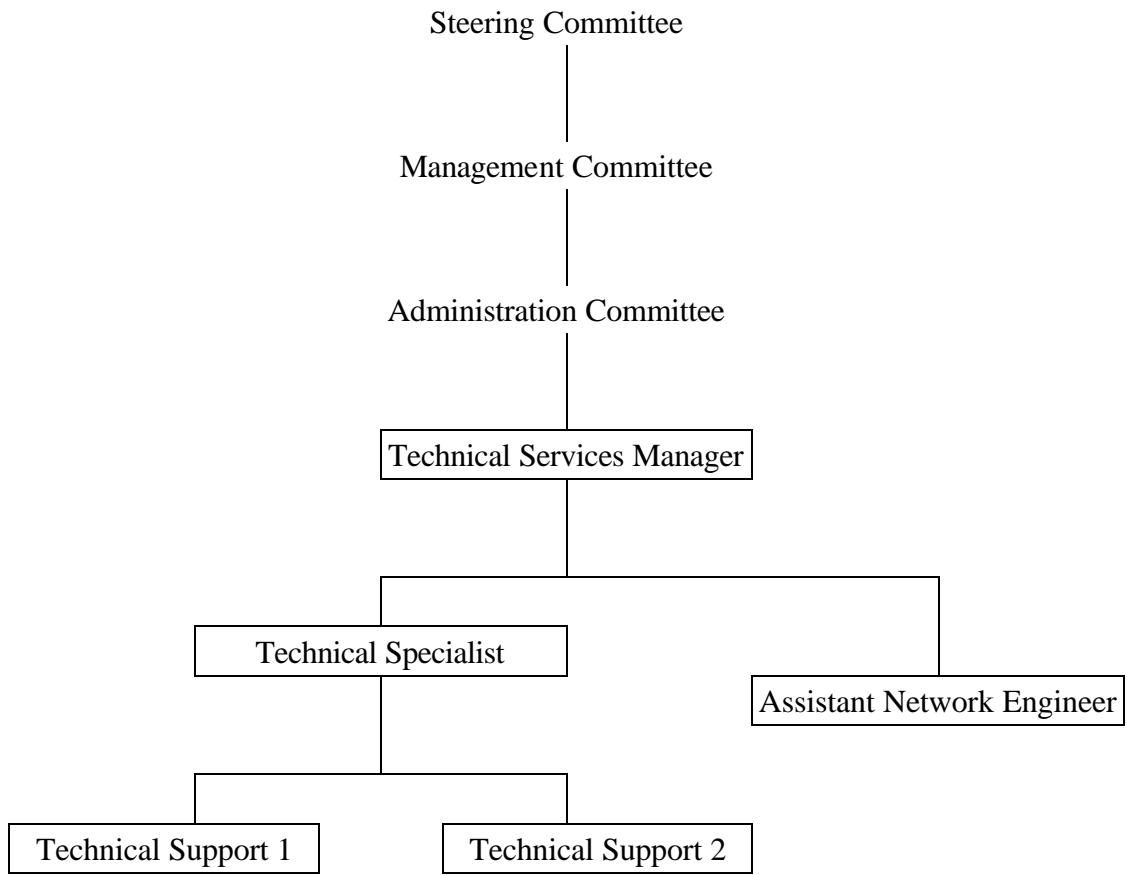 Steering Committee
Management Committee
Administration Committee
Technical Services Manager
Technical Specialist
Assistant Network Engineer
Technical Support 1
Technical Support 2